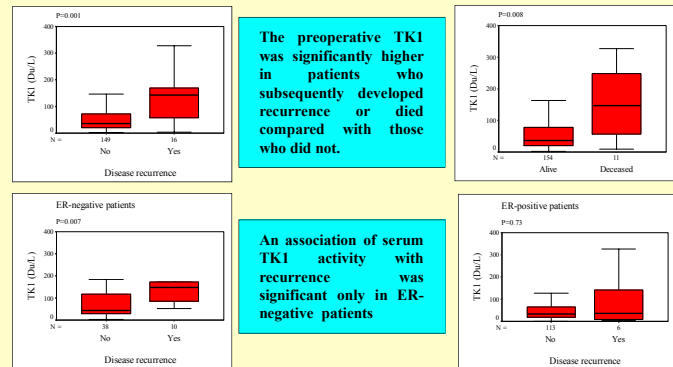 P=0.001
400
300
200
100
0
TK1 (Du/L)
N =
149
16
No
Yes
Disease recurrence
The preoperative TK1
was significantly higher
in patients who
subsequently developed
recurrence or died
compared with those
who did not.
P=0.008
400
300
200
100
0
TK1 (Du/L)
N =
154
11
Alive
Deceased
ER-negative patients
P=0.007
400
300
200
100
0
TK1 (Du/L)
N =
38
10
No
Yes
Disease recurrence
An association of serum
TK1 activity with
recurrence was
significant only in ER-
negative patients
ER-positive patients
P=0.73
400
300
200
100
0
TK1 (Du/L)
N =
113
6
No
Yes
Disease recurrence